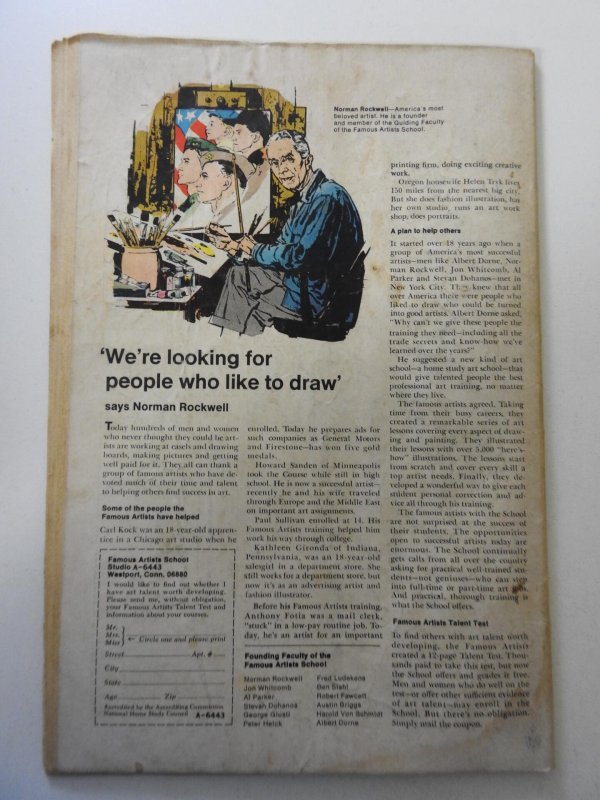 Norman Rockwell—America's most
beloved artist. He is a founder
and member of the Guiding Faculty
of the Famous Artists School.
'We're looking for
people who like to draw'
says Norman Rockwell
Today hundreds of men and women
who never thought they could be art-
ists are working at easels and drawing
boards, making pictures and getting
well paid for it. They all can thank a
group of famous artists who have de-
voted much of their time and talent
to helping others find success in art.
Some of the people the
Famous Artists have helped
Carl Kock was an 18-year-old appren-
tice in a Chicago art studio when he
Famous Artists School
Studio A-6443
Westport, Conn. 06880
I would like to find out whether I
have art talent worth developing.
Please send me, without obligation,
your Famous Artists Talent Test and
information about your courses.
Mr.
Mrs.
Miss
← Circle one and please print
Street Apt. #
City
State
Age Zip
Accredited by the Accrediting Commission
National Home Study Council A-6443
enrolled. Today he prepares ads for
such companies as General Motors
and Firestone—has won five gold
medals.
Howard Sanden of Minneapolis
took the Course while still in high
school. He is now a successful artist—
recently he and his wife traveled
through Europe and the Middle East
on important art assignments.
Paul Sullivan enrolled at 14. His
Famous Artists training helped him
work his way through college.
Kathleen Gironda of Indiana,
Pennsylvania, was an 18-year-old
salesgirl in a department store. She
still works for a department store, but
now it's as an advertising artist and
fashion illustrator.
Before his Famous Artists training,
Anthony Fotia was a mail clerk,
"stuck" in a low-pay routine job. To-
day, he's an artist for an important
Founding Faculty of the
Famous Artists School
Norman Rockwell
Jon Whitcomb
Al Parker
Stevan Dohanos
George Giusti
Peter Helck
Fred Ludekens
Ben Stahl
Robert Fawcett
Austin Briggs
Harold Von Schmidt
Albert Dorne
printing firm, doing exciting creative
work.
Oregon housewife Helen Tryk lives
150 miles from the nearest big city.
But she does fashion illustration, has
her own studio, runs an art work
shop, does portraits.
A plan to help others
It started over 18 years ago when a
group of America's most successful
artists—men like Albert Dorne, Nor-
man Rockwell, Jon Whitcomb, Al
Parker and Stevan Dohanos—met in
New York City. They knew that all
over America there were people who
liked to draw who could be turned
into good artists. Albert Dorne asked,
"Why can't we give these people the
training they need—including all the
trade secrets and know-how we've
learned over the years?"
He suggested a new kind of art
school—a home study art school—that
would give talented people the best
professional art training, no matter
where they live.
The famous artists agreed. Taking
time from their busy careers, they
created a remarkable series of art
lessons covering every aspect of draw-
ing and painting. They illustrated
their lessons with over 5,000 "here's-
how" illustrations. The lessons start
from scratch and cover every skill a
top artist needs. Finally, they de-
veloped a wonderful way to give each
student personal correction and ad-
vice all through his training.
The famous artists with the School
are not surprised at the success of
their students. The opportunities
open to successful artists today are
enormous. The School continually
gets calls from all over the country
asking for practical well-trained stu-
dents—not geniuses—who can step
into full-time or part-time art jobs.
And practical, thorough training is
what the School offers.
Famous Artists Talent Test
To find others with art talent worth
developing, the Famous Artists
created a 12-page Talent Test. Thou-
sands paid to take this test, but now
the School offers and grades it free.
Men and women who do well on the
test—or offer other sufficient evidence
of art talent—may enroll in the
School. But there's no obligation.
Simply mail the coupon.